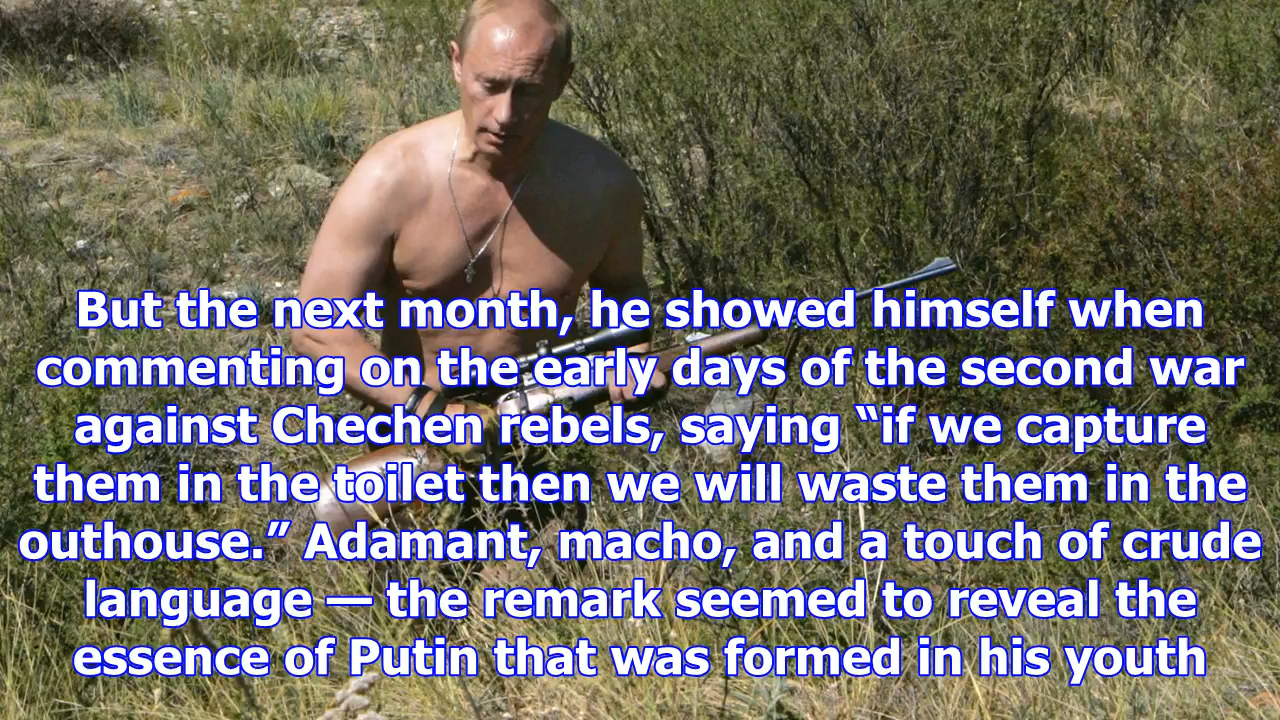 But the next month, he showed himself when
commenting on the early days of the second war
against Chechen rebels, saying “if we capture
them in the toilet then we will waste them in the
outhouse.” Adamant, macho, and a touch of crude
language — the remark seemed to reveal the
essence of Putin that was formed in his youth